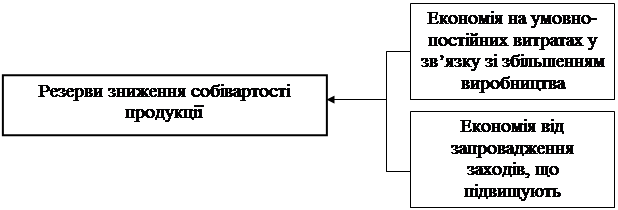 Резерви зниження собівартості
продукції
Економія на умовно-
постійних витратах у
зв’язку зі збільшенням
виробництва
Економія від
запровадження
заходів, що
підвищують